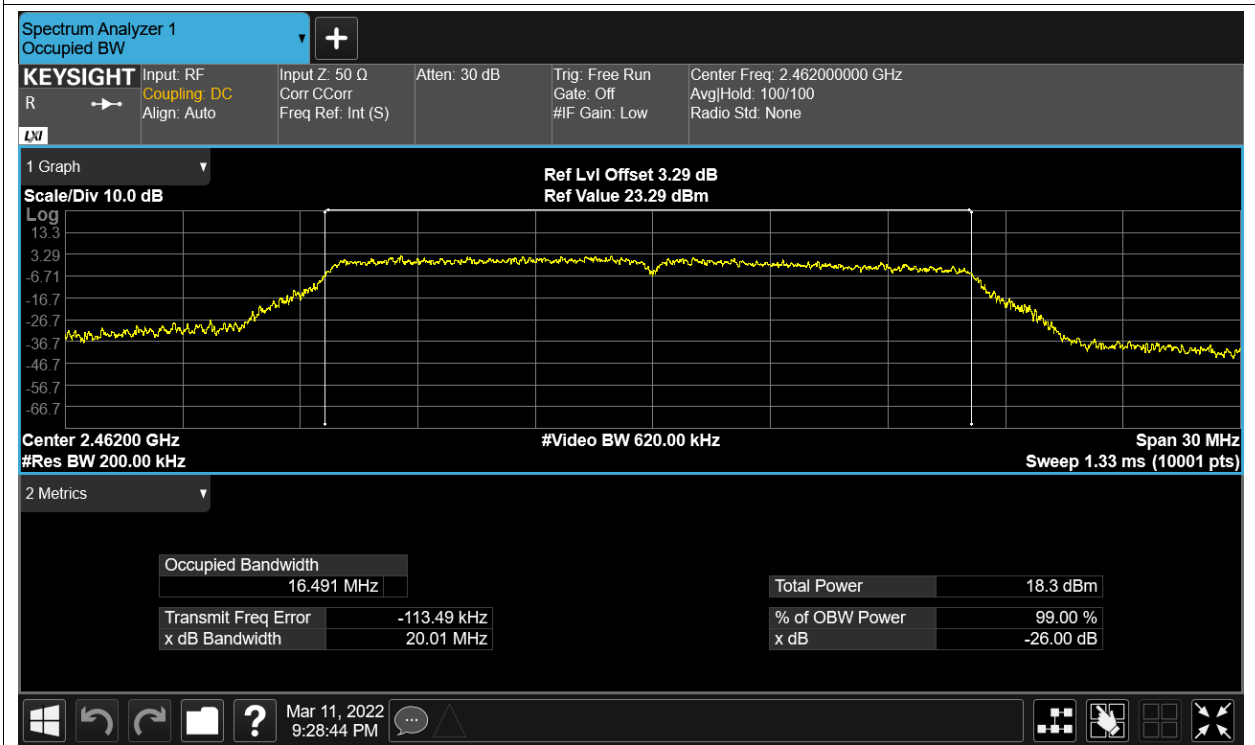 Spectrum Analyzer 1
Occupied BW
+
KEYSIGHT
R
LXI
Input: RF
Coupling: DC
Align: Auto
Input Z: 50 Ω
Corr CCorr
Freq Ref: Int (S)
Atten: 30 dB
Trig: Free Run
Gate: Off
#IF Gain: Low
Center Freq: 2.462000000 GHz
Avg|Hold: 100/100
Radio Std: None
1 Graph
Scale/Div 10.0 dB
Ref Lvl Offset 3.29 dB
Ref Value 23.29 dBm
Log
13.3
3.29
-6.71
-16.7
-26.7
-36.7
-46.7
-56.7
-66.7
Center 2.46200 GHz
#Video BW 620.00 kHz
Span 30 MHz
#Res BW 200.00 kHz
Sweep 1.33 ms (10001 pts)
2 Metrics
Occupied Bandwidth
16.491 MHz
Total Power 18.3 dBm
Transmit Freq Error -113.49 kHz
% of OBW Power 99.00 %
x dB Bandwidth 20.01 MHz
x dB -26.00 dB
?
Mar 11, 2022
9:28:44 PM